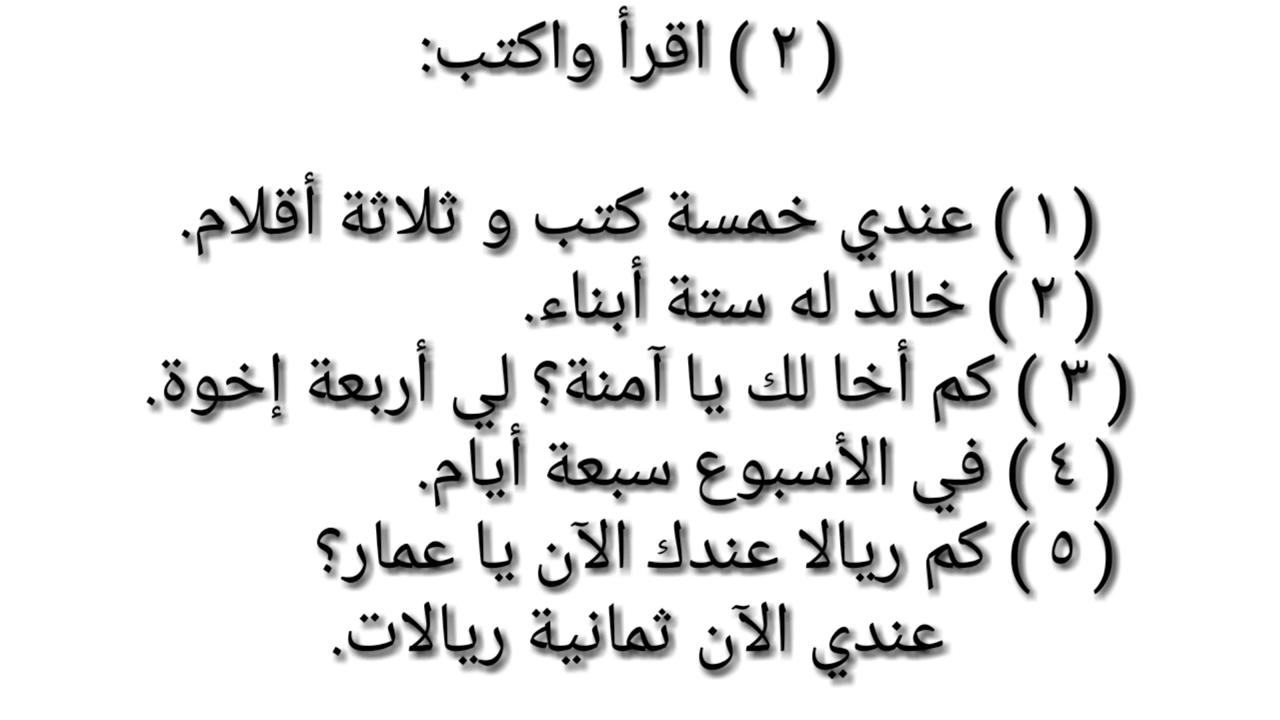 ( ٢ ) اقرأ واكتب:
( ١ ) عندي خمسة كتب و ثلاثة أقلام.
( ٢ ) خالد له ستة أبناء.
( ٣ ) كم أخا لك يا آمنة؟ لي أربعة إخوة.
( ٤ ) في الأسبوع سبعة أيام.
( ٥ ) كم ريالا عندك الآن يا عمار؟
عندي الآن ثمانية ريالات.